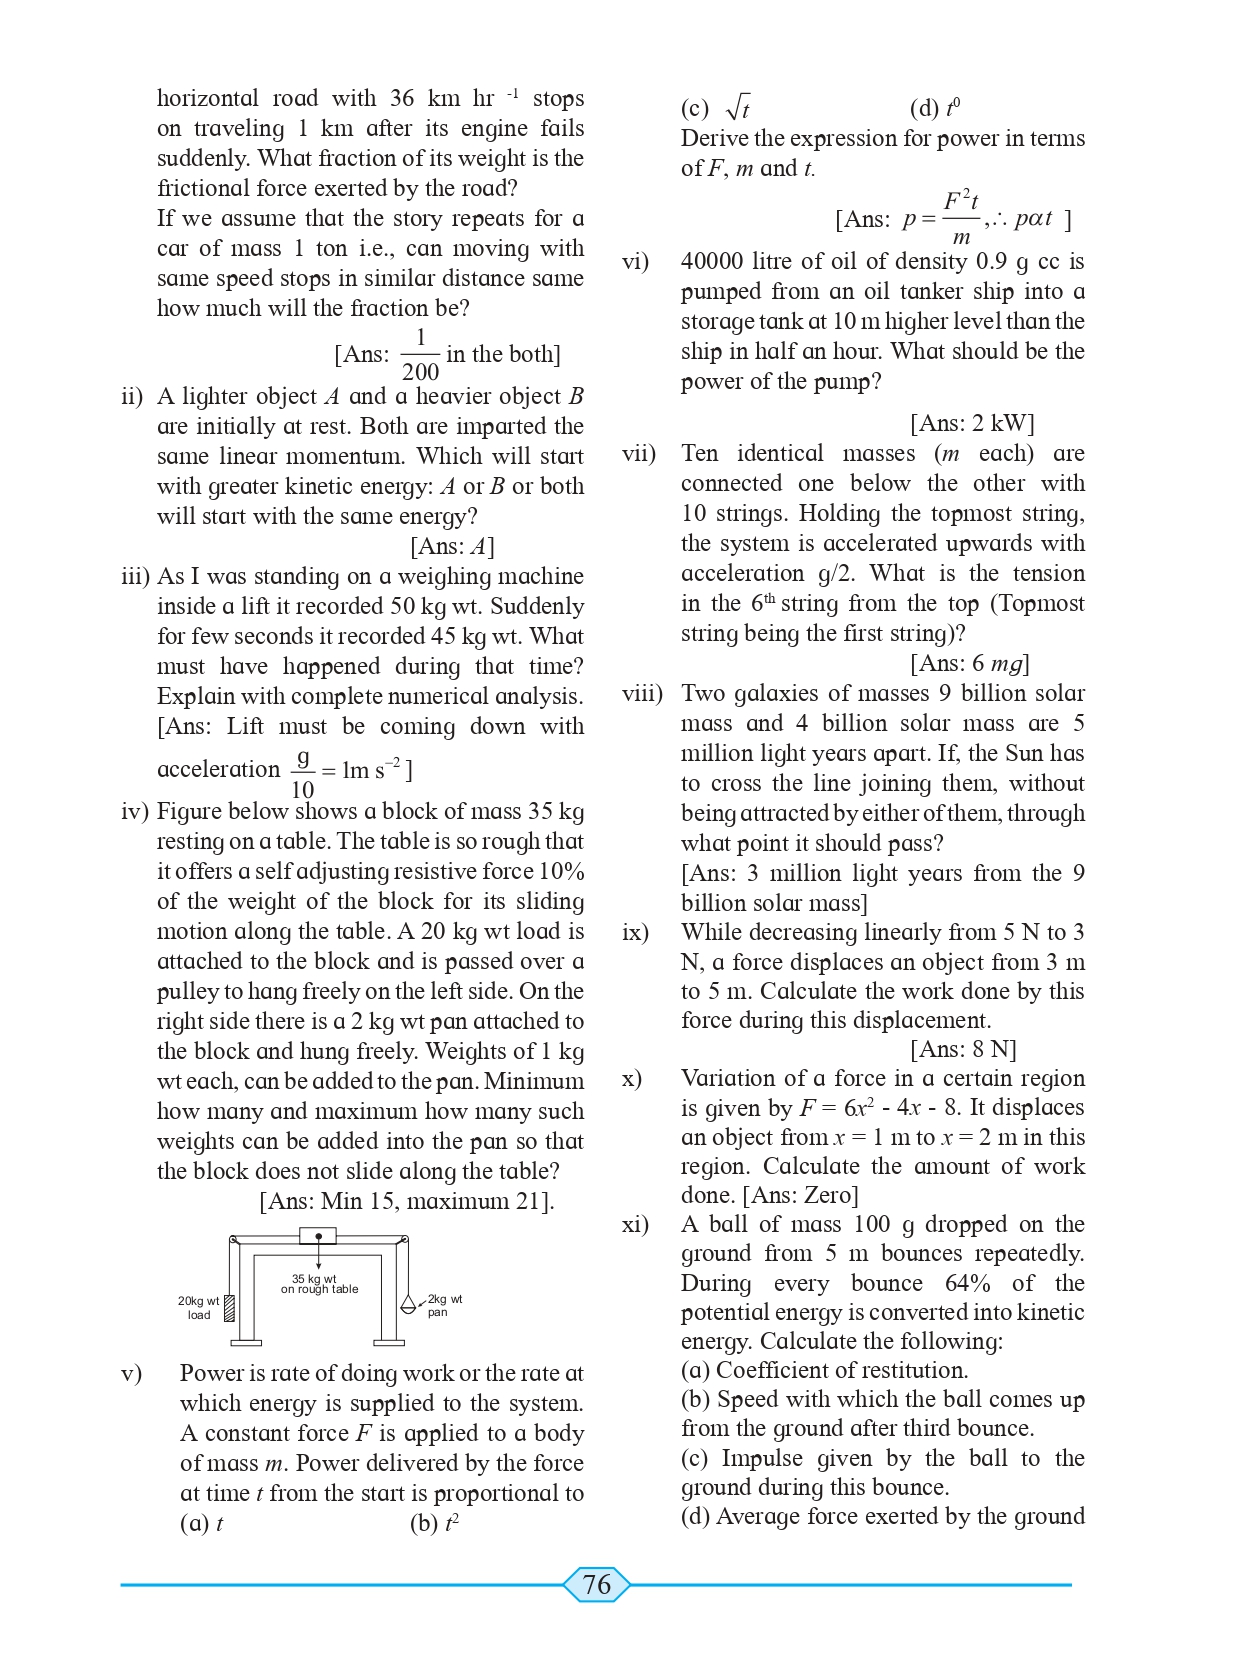 horizontal road with 36 km hr ⁻¹ stops
on traveling 1 km after its engine fails
suddenly. What fraction of its weight is the
frictional force exerted by the road?
If we assume that the story repeats for a
car of mass 1 ton i.e., can moving with
same speed stops in similar distance same
how much will the fraction be?
[Ans: 1/200 in the both]
ii) A lighter object A and a heavier object B
are initially at rest. Both are imparted the
same linear momentum. Which will start
with greater kinetic energy: A or B or both
will start with the same energy?
[Ans: A]
iii) As I was standing on a weighing machine
inside a lift it recorded 50 kg wt. Suddenly
for few seconds it recorded 45 kg wt. What
must have happened during that time?
Explain with complete numerical analysis.
[Ans: Lift must be coming down with
acceleration g/10 = 1m s⁻² ]
iv) Figure below shows a block of mass 35 kg
resting on a table. The table is so rough that
it offers a self adjusting resistive force 10%
of the weight of the block for its sliding
motion along the table. A 20 kg wt load is
attached to the block and is passed over a
pulley to hang freely on the left side. On the
right side there is a 2 kg wt pan attached to
the block and hung freely. Weights of 1 kg
wt each, can be added to the pan. Minimum
how many and maximum how many such
weights can be added into the pan so that
the block does not slide along the table?
[Ans: Min 15, maximum 21].
35 kg wt
on rough table
20kg wt
load
2kg wt
pan
v) Power is rate of doing work or the rate at
which energy is supplied to the system.
A constant force F is applied to a body
of mass m. Power delivered by the force
at time t from the start is proportional to
(a) t (b) t²
(c) √t (d) t⁰
Derive the expression for power in terms
of F, m and t.
[Ans: p = F²t/m ,∴ pαt ]
vi) 40000 litre of oil of density 0.9 g cc is
pumped from an oil tanker ship into a
storage tank at 10 m higher level than the
ship in half an hour. What should be the
power of the pump?
[Ans: 2 kW]
vii) Ten identical masses (m each) are
connected one below the other with
10 strings. Holding the topmost string,
the system is accelerated upwards with
acceleration g/2. What is the tension
in the 6th string from the top (Topmost
string being the first string)?
[Ans: 6 mg]
viii) Two galaxies of masses 9 billion solar
mass and 4 billion solar mass are 5
million light years apart. If, the Sun has
to cross the line joining them, without
being attracted by either of them, through
what point it should pass?
[Ans: 3 million light years from the 9
billion solar mass]
ix) While decreasing linearly from 5 N to 3
N, a force displaces an object from 3 m
to 5 m. Calculate the work done by this
force during this displacement.
[Ans: 8 N]
x) Variation of a force in a certain region
is given by F = 6x² - 4x - 8. It displaces
an object from x = 1 m to x = 2 m in this
region. Calculate the amount of work
done. [Ans: Zero]
xi) A ball of mass 100 g dropped on the
ground from 5 m bounces repeatedly.
During every bounce 64% of the
potential energy is converted into kinetic
energy. Calculate the following:
(a) Coefficient of restitution.
(b) Speed with which the ball comes up
from the ground after third bounce.
(c) Impulse given by the ball to the
ground during this bounce.
(d) Average force exerted by the ground
76